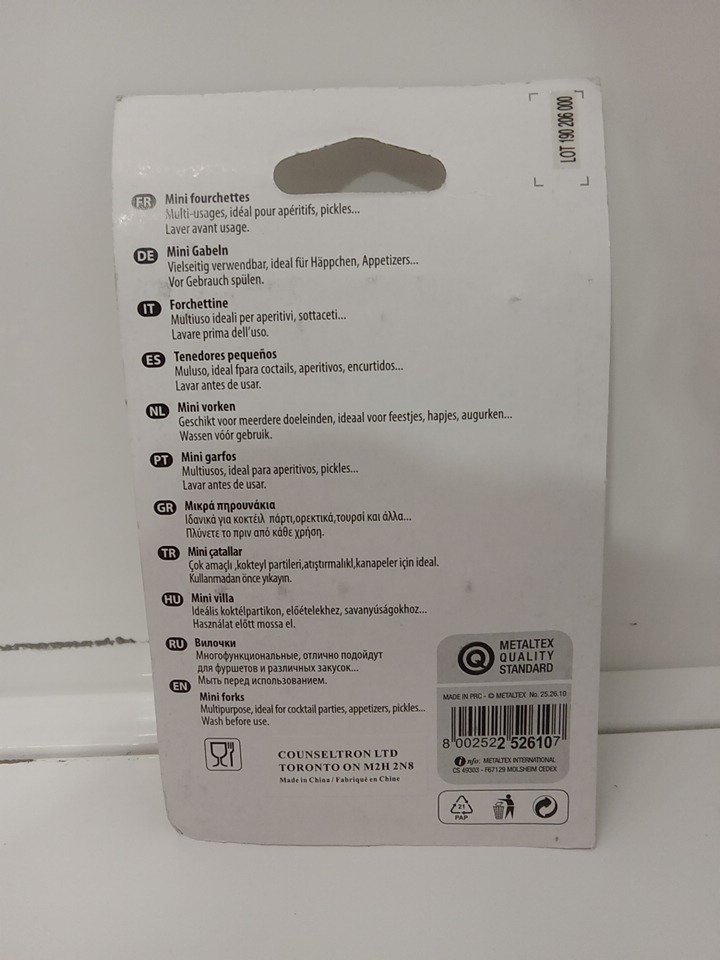 LOT 190 206 000
FR Mini fourchettes
Multi-usages, idéal pour apéritifs, pickles...
Laver avant usage.
DE Mini Gabeln
Vielseitig verwendbar, ideal für Häppchen, Appetizers...
Vor Gebrauch spülen.
IT Forchettine
Multiuso ideali per aperitivi, sottaceti...
Lavare prima dell'uso.
ES Tenedores pequeños
Muluso, ideal fpara coctails, aperitivos, encurtidos...
Lavar antes de usar.
NL Mini vorken
Geschikt voor meerdere doeleinden, ideaal voor feestjes, hapjes, augurken...
Wassen vóór gebruik.
PT Mini garfos
Multiusos, ideal para aperitivos, pickles...
Lavar antes de usar.
GR Μικρά πηρουνάκια
Ιδανικά για κοκτέιλ πάρτι,ορεκτικά,τουρσί και άλλα...
Πλύνετε το πριν από κάθε χρήση.
TR Mini çatallar
Çok amaçlı ,kokteyl partileri,atıştırmalıkl,kanapeler için ideal.
Kullanmadan önce yıkayın.
HU Mini villa
Ideális koktélpartikon, előételekhez, savanyúságokhoz...
Használat előtt mossa el.
RU Вилочки
Многофункциональные, отлично подойдут
для фуршетов и различных закусок...
Мыть перед использованием.
EN Mini forks
Multipurpose, ideal for cocktail parties, appetizers, pickles...
Wash before use.
COUNSELTRON LTD
TORONTO ON M2H 2N8
Made in China / Fabriqué en Chine
Q METALTEX
QUALITY
STANDARD
MADE IN PRC - © METALTEX No. 25.26.10
8 002522 526107
info: METALTEX INTERNATIONAL
CS 49303 - F67129 MOLSHEIM CEDEX
21
PAP